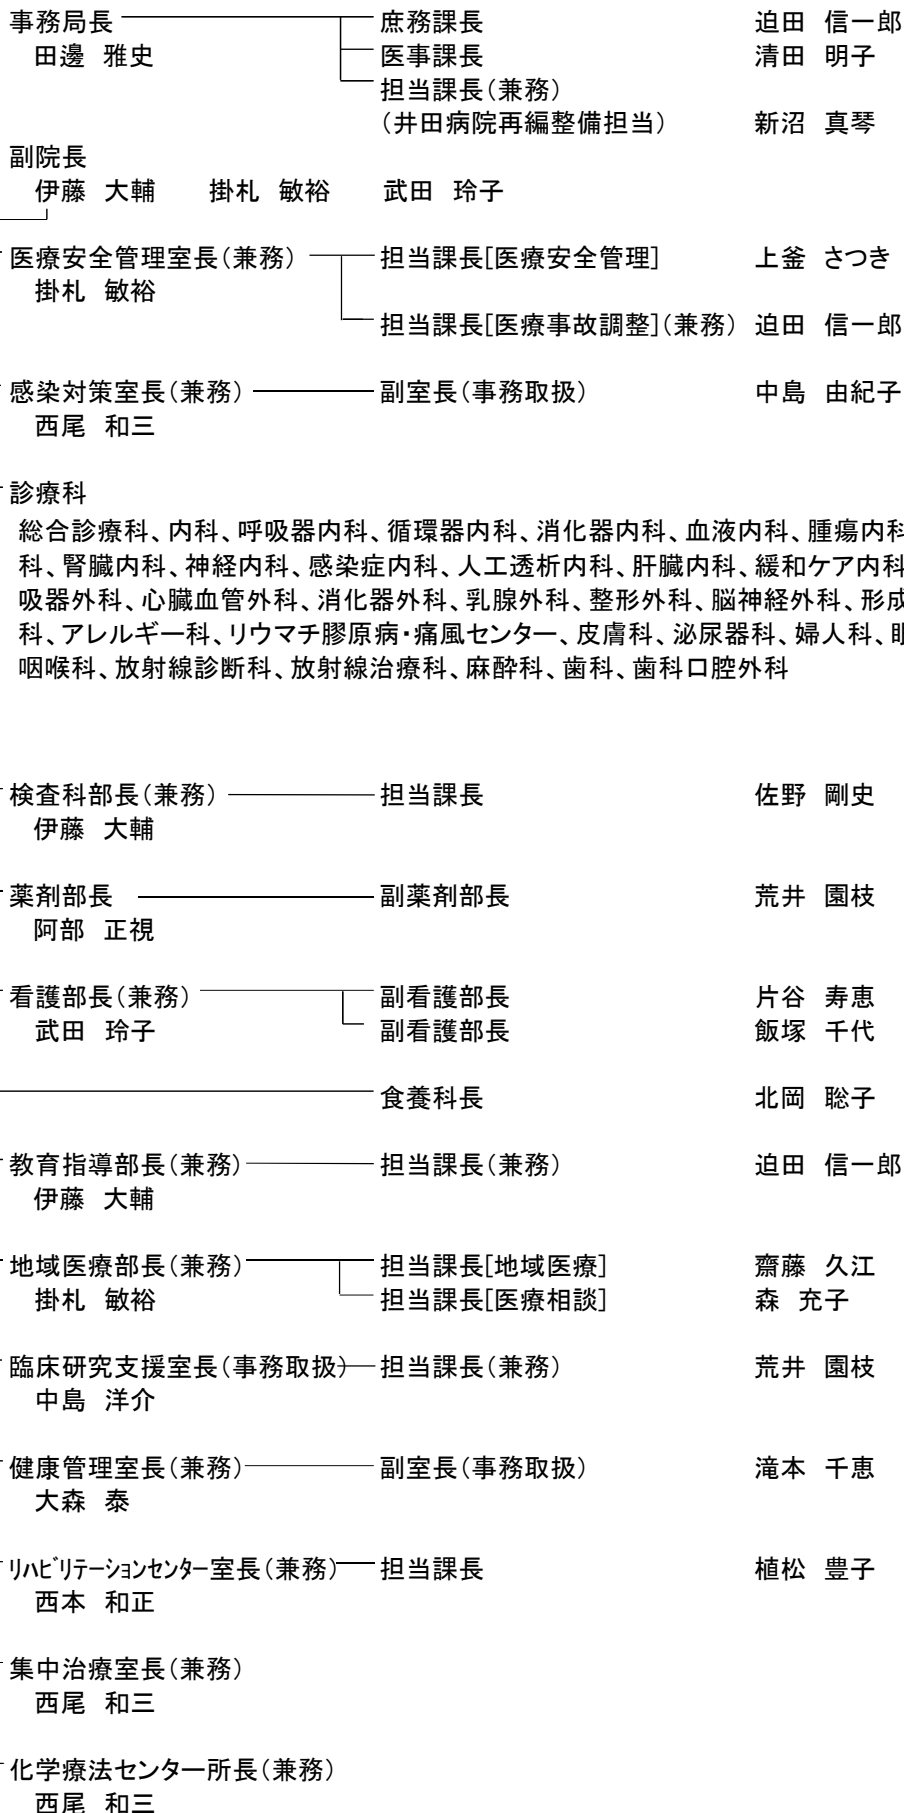 事務局長 庶務課長 迫田 信一郎
田邊 雅史 医事課長 清田 明子
担当課長(兼務)
(井田病院再編整備担当) 新沼 真琴
副院長
伊藤 大輔 掛札 敏裕 武田 玲子
医療安全管理室長(兼務) 担当課長[医療安全管理] 上釜 さつき
掛札 敏裕
担当課長[医療事故調整](兼務) 迫田 信一郎
感染対策室長(兼務) 副室長(事務取扱) 中島 由紀子
西尾 和三
診療科
総合診療科、内科、呼吸器内科、循環器内科、消化器内科、血液内科、腫瘍内科
科、腎臓内科、神経内科、感染症内科、人工透析内科、肝臓内科、緩和ケア内科
吸器外科、心臓血管外科、消化器外科、乳腺外科、整形外科、脳神経外科、形成
科、アレルギー科、リウマチ膠原病・痛風センター、皮膚科、泌尿器科、婦人科、
咽喉科、放射線診断科、放射線治療科、麻酔科、歯科、歯科口腔外科
検査科部長(兼務) 担当課長 佐野 剛史
伊藤 大輔
薬剤部長 副薬剤部長 荒井 園枝
阿部 正視
看護部長(兼務) 副看護部長 片谷 寿恵
武田 玲子 副看護部長 飯塚 千代
食養科長 北岡 聡子
教育指導部長(兼務) 担当課長(兼務) 迫田 信一郎
伊藤 大輔
地域医療部長(兼務) 担当課長[地域医療] 齋藤 久江
掛札 敏裕 担当課長[医療相談] 森 充子
臨床研究支援室長(事務取扱) 担当課長(兼務) 荒井 園枝
中島 洋介
健康管理室長(兼務) 副室長(事務取扱) 滝本 千恵
大森 泰
ﾘﾊﾋﾞﾘﾃｰｼｮﾝｾﾝﾀｰ室長(兼務) 担当課長 植松 豊子
西本 和正
集中治療室長(兼務)
西尾 和三
化学療法センター所長(兼務)
西尾 和三